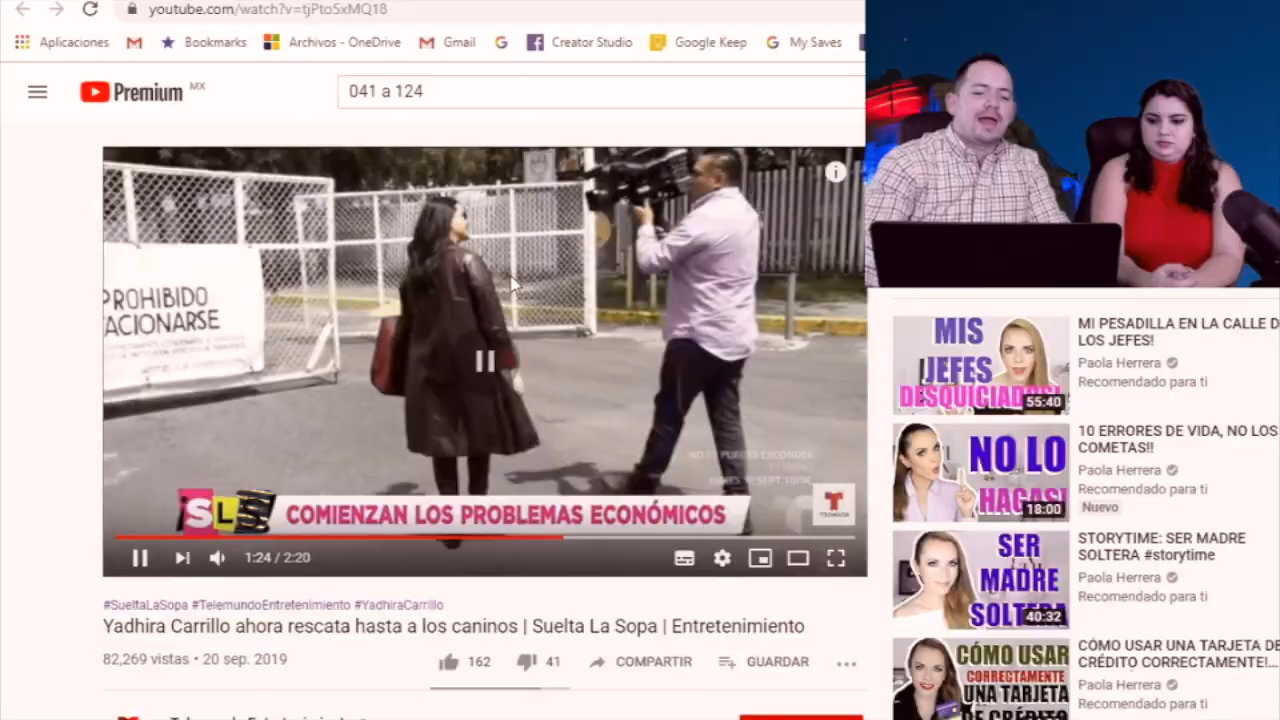 youtube.com/watch?v=tjPto5xMQ18
Aplicaciones Bookmarks Archivos - OneDrive Gmail Creator Studio Google Keep My Saves
Premium MX
041 a 124
PROHIBIDO
TACIONARSE
SLS
COMIENZAN LOS PROBLEMAS ECONÓMICOS
1:24 / 2:20
#SueltaLaSopa #TelemundoEntretenimiento #YadhiraCarrillo
Yadhira Carrillo ahora rescata hasta a los caninos | Suelta La Sopa | Entretenimiento
82,269 vistas • 20 sep. 2019
162 41 COMPARTIR GUARDAR
MIS
JEFES
DESQUICIADOS!
55:40
MI PESADILLA EN LA CALLE D
LOS JEFES!
Paola Herrera
Recomendado para ti
NO LO
HAGAS!
18:00
10 ERRORES DE VIDA, NO LOS
COMETAS!!
Paola Herrera
Recomendado para ti
Nuevo
SER
MADRE
SOLTERA
40:32
STORYTIME: SER MADRE
SOLTERA #storytime
Paola Herrera
Recomendado para ti
CÓMO USAR
CORRECTAMENTE
UNA TARJETA
DE CRÉDITO
CÓMO USAR UNA TARJETA DE
CRÉDITO CORRECTAMENTE!...
Paola Herrera
Recomendado para ti